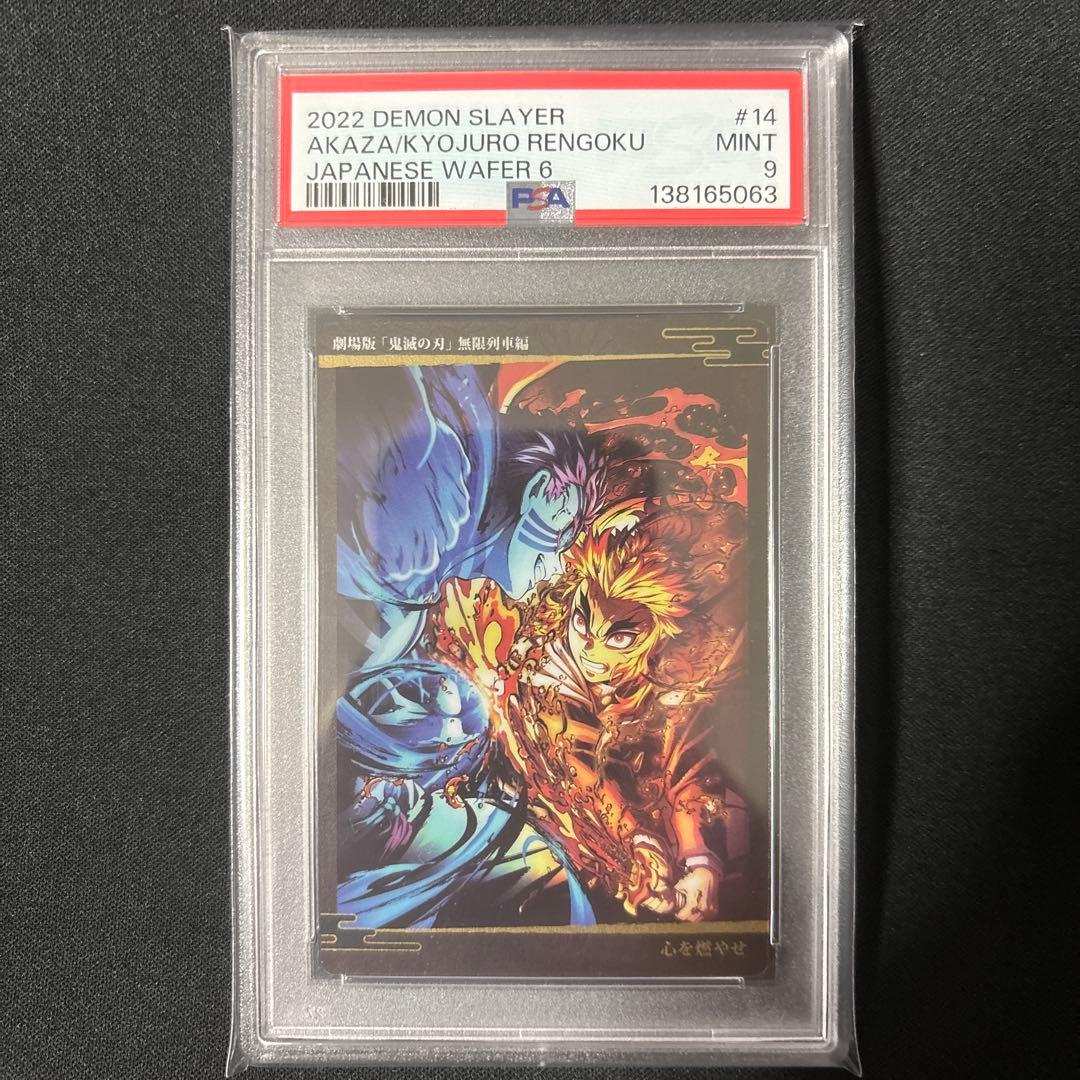 2022 DEMON SLAYER #14
AKAZA/KYOJURO RENGOKU MINT
JAPANESE WAFER 6 9
PSA 138165063
劇場版「鬼滅の刃」無限列車編
心を燃やせ